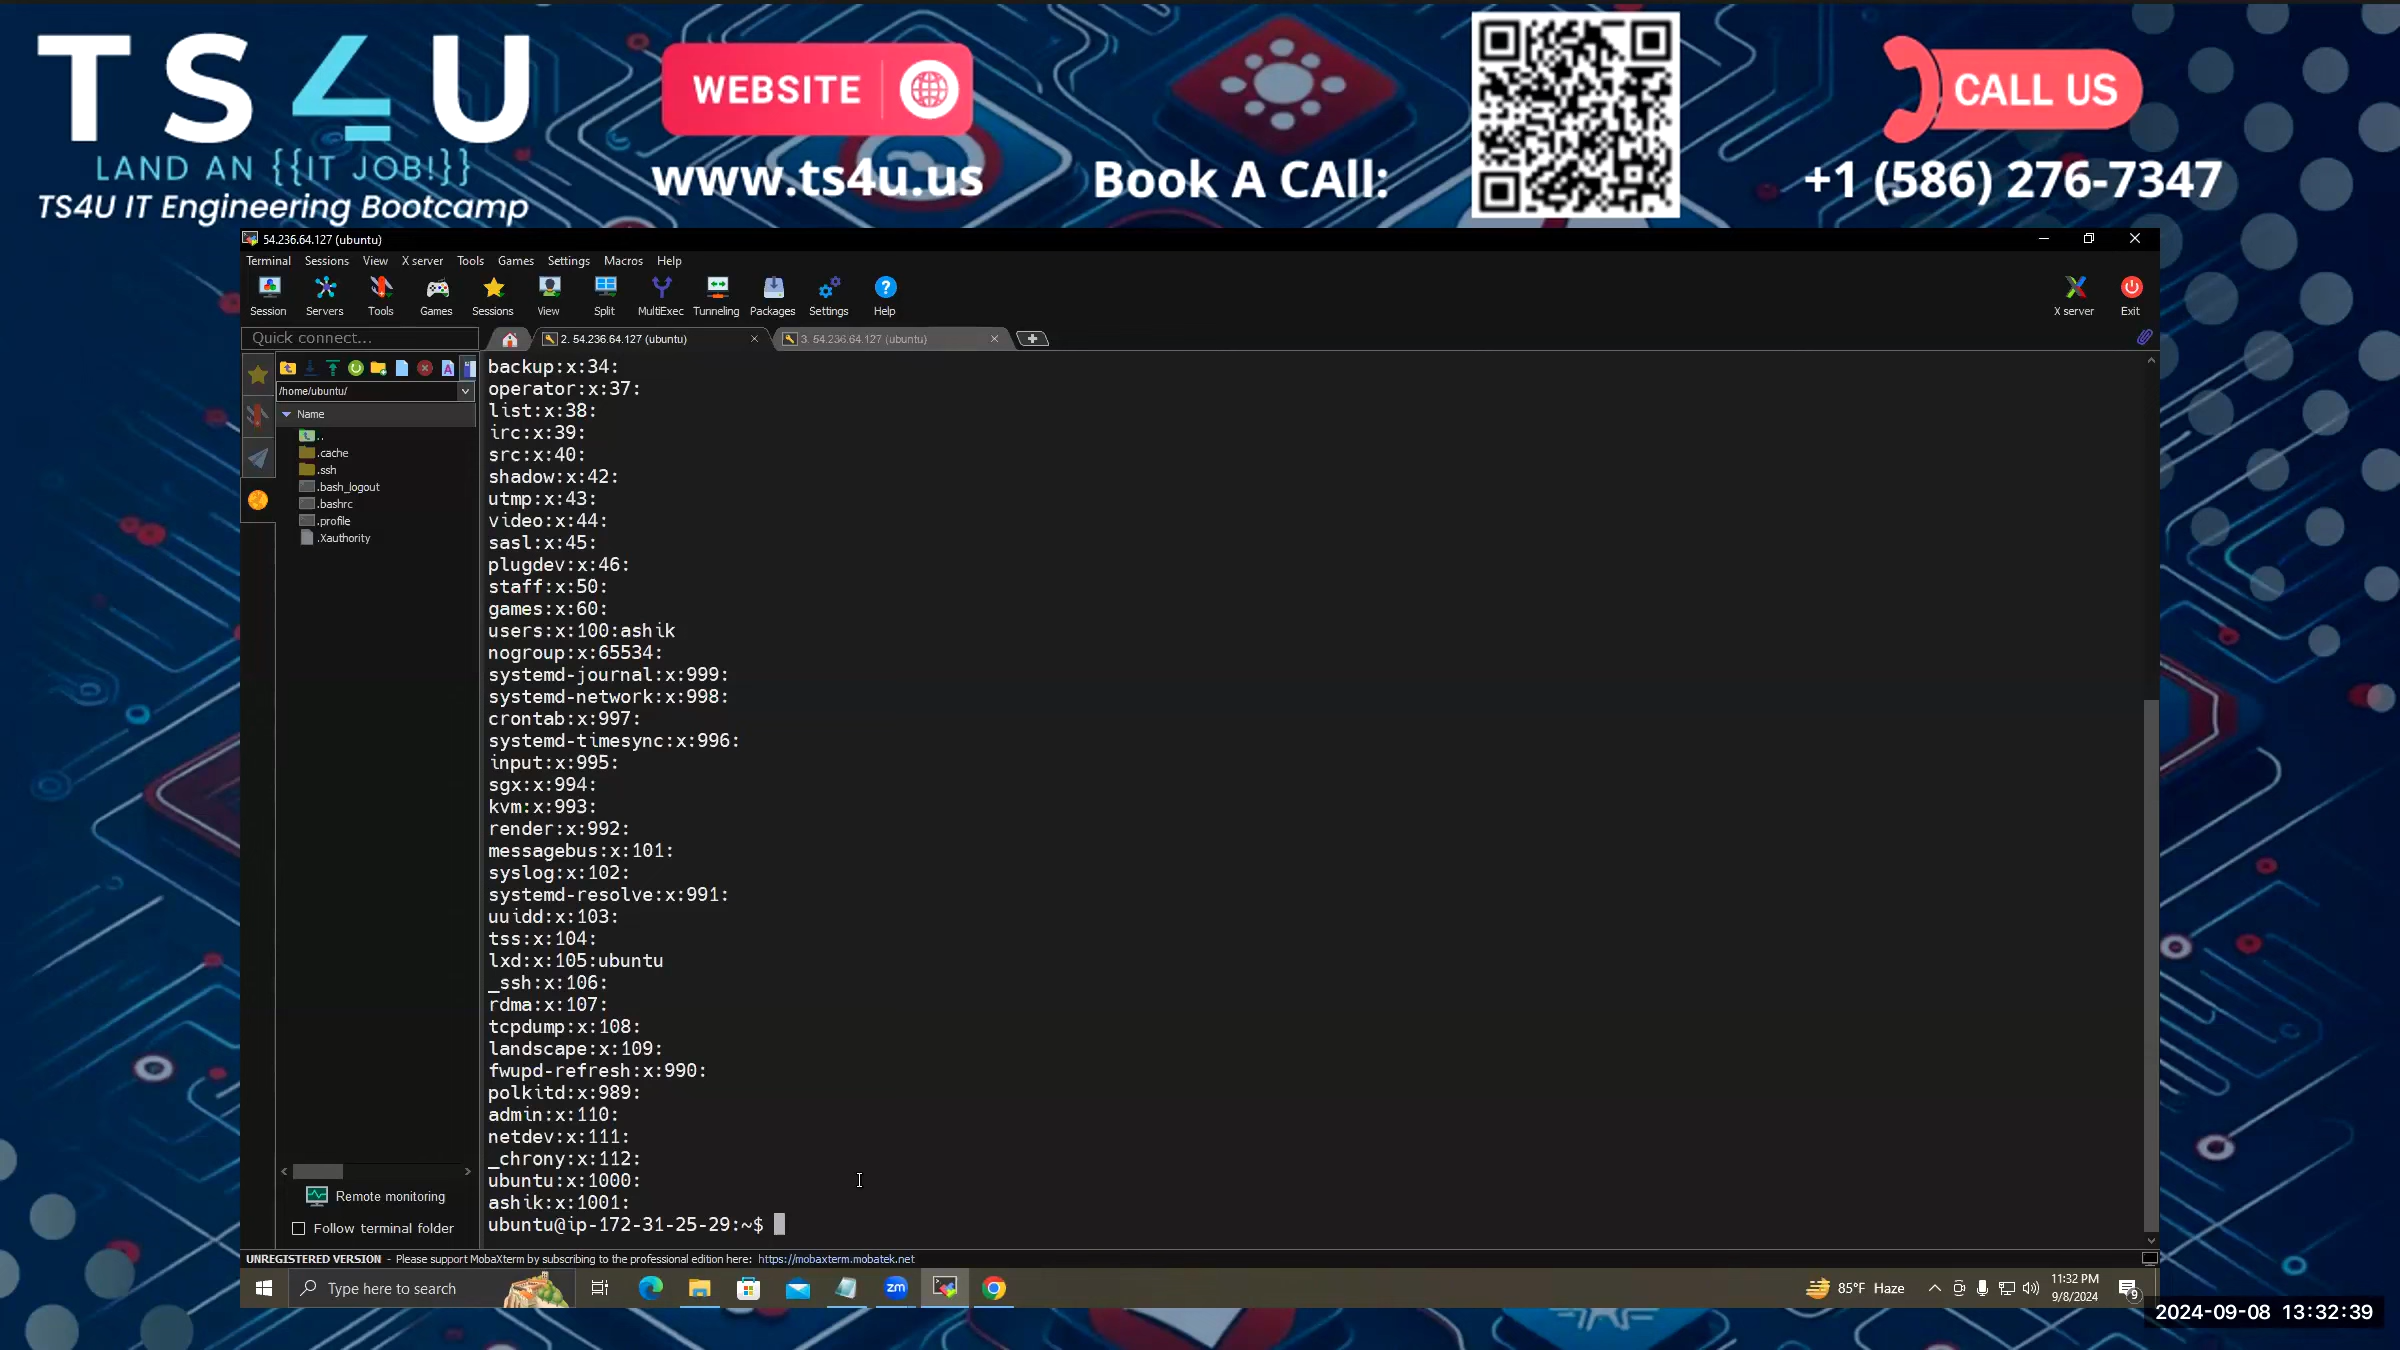 TS4U
LAND AN {{IT JOB!}}
TS4U IT Engineering Bootcamp
WEBSITE
www.ts4u.us
Book A CAll:
CALL US
+1 (586) 276-7347
54.236.64.127 (ubuntu)
Terminal Sessions View X server Tools Games Settings Macros Help
Session Servers Tools Games Sessions View Split MultiExec Tunneling Packages Settings Help X server Exit
Quick connect...
2. 54.236.64.127 (ubuntu)
3. 54.236.64.127 (ubuntu)
/home/ubuntu/
Name
..
.cache
.ssh
.bash_logout
.bashrc
.profile
.Xauthority
Remote monitoring
Follow terminal folder
backup:x:34:
operator:x:37:
list:x:38:
irc:x:39:
src:x:40:
shadow:x:42:
utmp:x:43:
video:x:44:
sasl:x:45:
plugdev:x:46:
staff:x:50:
games:x:60:
users:x:100:ashik
nogroup:x:65534:
systemd-journal:x:999:
systemd-network:x:998:
crontab:x:997:
systemd-timesync:x:996:
input:x:995:
sgx:x:994:
kvm:x:993:
render:x:992:
messagebus:x:101:
syslog:x:102:
systemd-resolve:x:991:
uuidd:x:103:
tss:x:104:
lxd:x:105:ubuntu
_ssh:x:106:
rdma:x:107:
tcpdump:x:108:
landscape:x:109:
fwupd-refresh:x:990:
polkitd:x:989:
admin:x:110:
netdev:x:111:
_chrony:x:112:
ubuntu:x:1000:
ashik:x:1001:
ubuntu@ip-172-31-25-29:~$
UNREGISTERED VERSION - Please support MobaXterm by subscribing to the professional edition here: https://mobaxterm.mobatek.net
Type here to search
zm
85°F Haze
11:32 PM
9/8/2024
9
2024-09-08 13:32:39